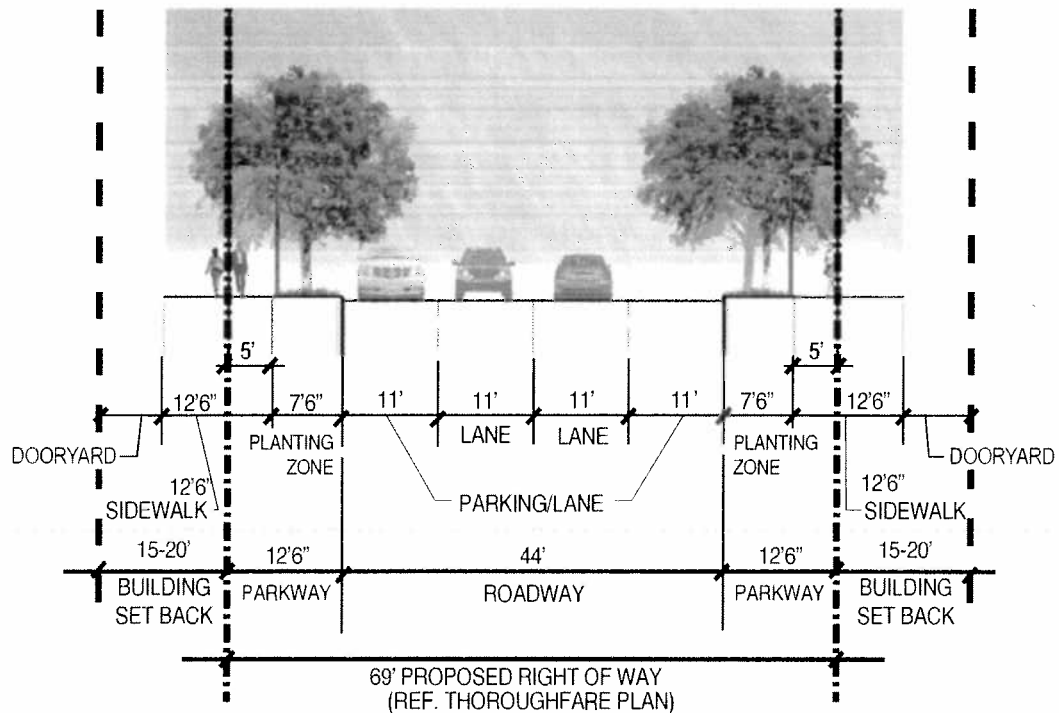 5'
5'
12'6"
7'6"
11'
11'
11'
11'
7'6"
12'6"
DOORYARD
PLANTING
ZONE
LANE
LANE
PLANTING
ZONE
DOORYARD
12'6"
SIDEWALK
PARKING/LANE
12'6"
SIDEWALK
15-20'
12'6"
44'
12'6"
15-20'
BUILDING
SET BACK
PARKWAY
ROADWAY
PARKWAY
BUILDING
SET BACK
69' PROPOSED RIGHT OF WAY
(REF. THOROUGHFARE PLAN)